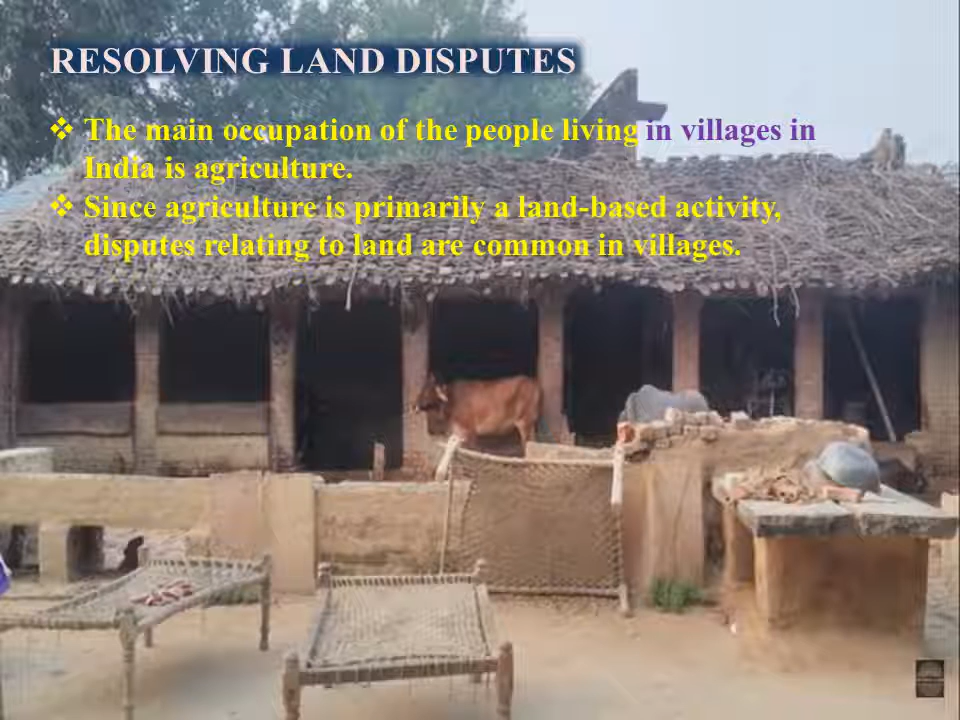 RESOLVING LAND DISPUTES
❖ The main occupation of the people living in villages in
India is agriculture.
❖ Since agriculture is primarily a land-based activity,
disputes relating to land are common in villages.